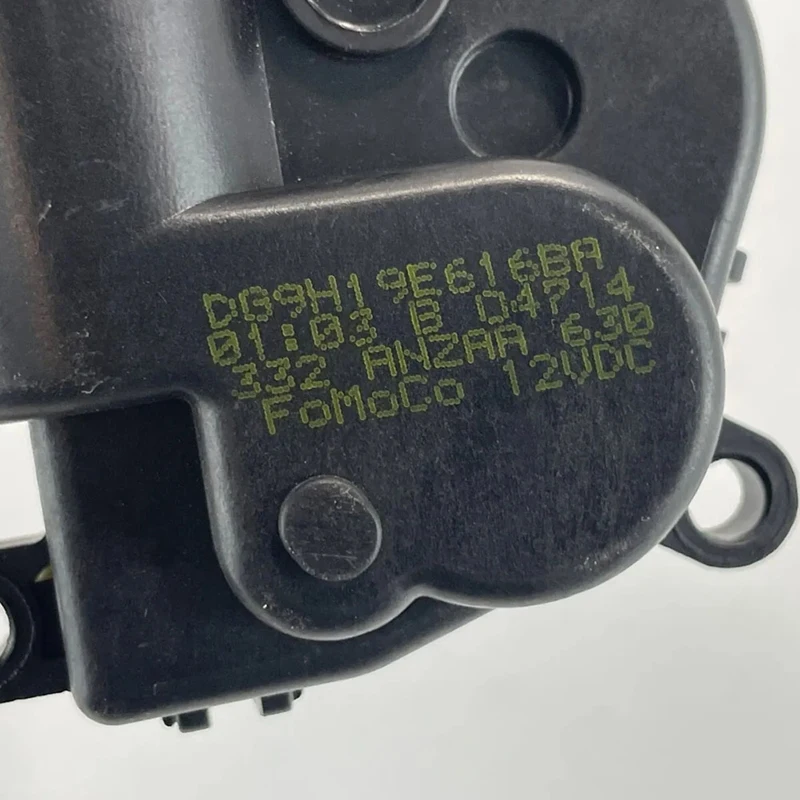 DG9H19E616BA
01:03 B 04714
332 ANZAA 630
FoMoCo 12VDC